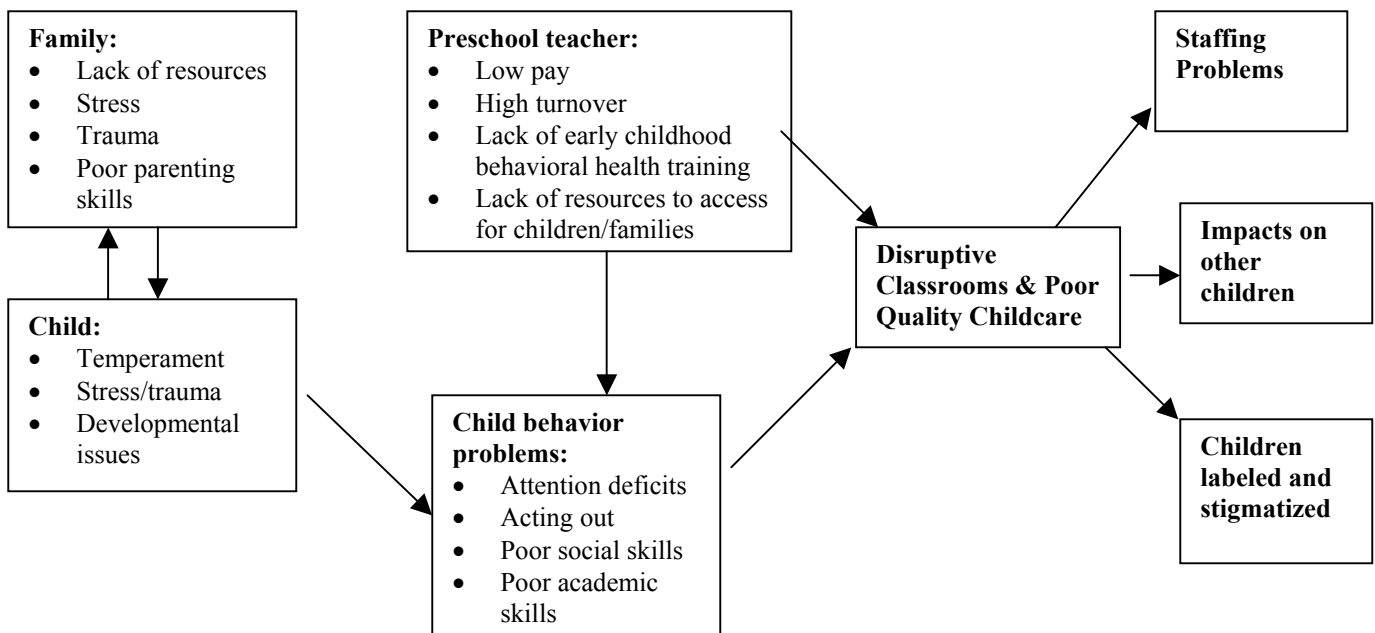 Family:
• Lack of resources
• Stress
• Trauma
• Poor parenting
skills
Preschool teacher:
• Low pay
• High turnover
• Lack of early childhood
behavioral health training
• Lack of resources to access
for children/families
Staffing
Problems
Disruptive
Classrooms & Poor
Quality Childcare
Impacts on
other
children
Child:
• Temperament
• Stress/trauma
• Developmental
issues
Child behavior
problems:
• Attention deficits
• Acting out
• Poor social skills
• Poor academic
skills
Children
labeled and
stigmatized